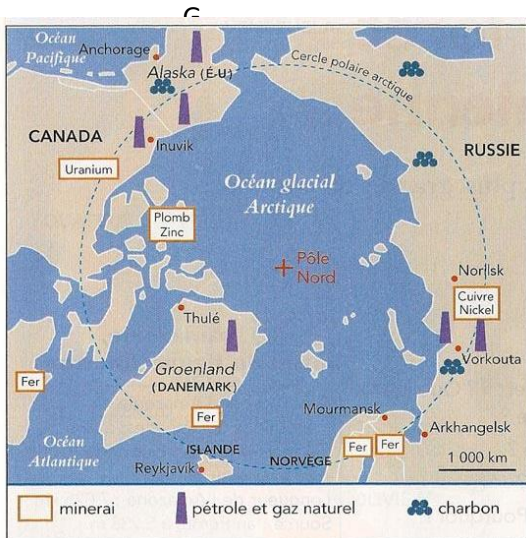 G
Océan
Pacifique
Anchorage
Alaska (É-U)
Cercle polaire arctique
CANADA
Inuvik
RUSSIE
Uranium
Océan glacial
Arctique
Plomb
Zinc
Pôle
Nord
Norilsk
Cuivre
Nickel
Thulé
Vorkouta
Groenland
(DANEMARK)
Fer
Fer
Mourmansk
Arkhangelsk
Océan
Atlantique
ISLANDE
Reykjavík
NORVÈGE
Fer
Fer
1 000 km
minerai
pétrole et gaz naturel
charbon